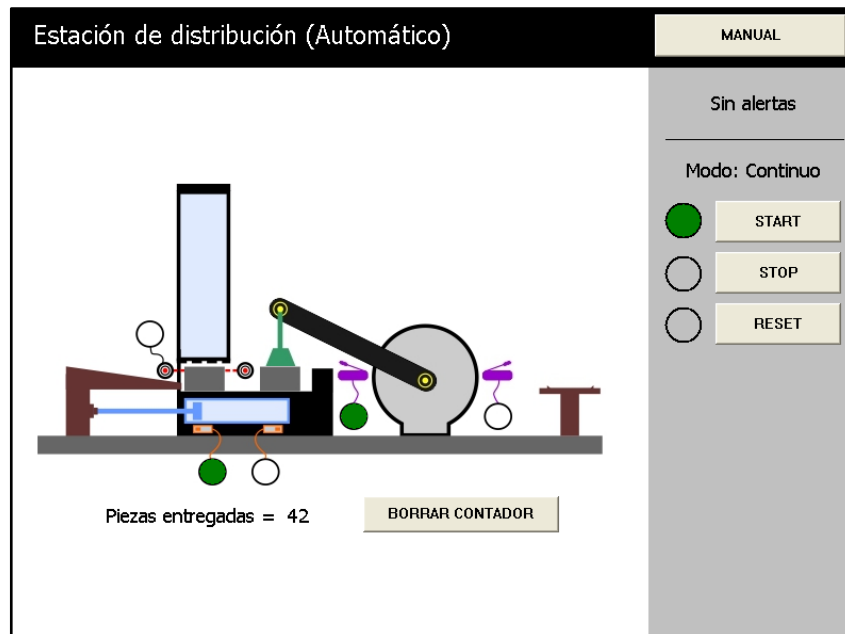 Estación de distribución (Automático)
MANUAL
Sin alertas
Modo: Continuo
START
STOP
RESET
Piezas entregadas = 42
BORRAR CONTADOR